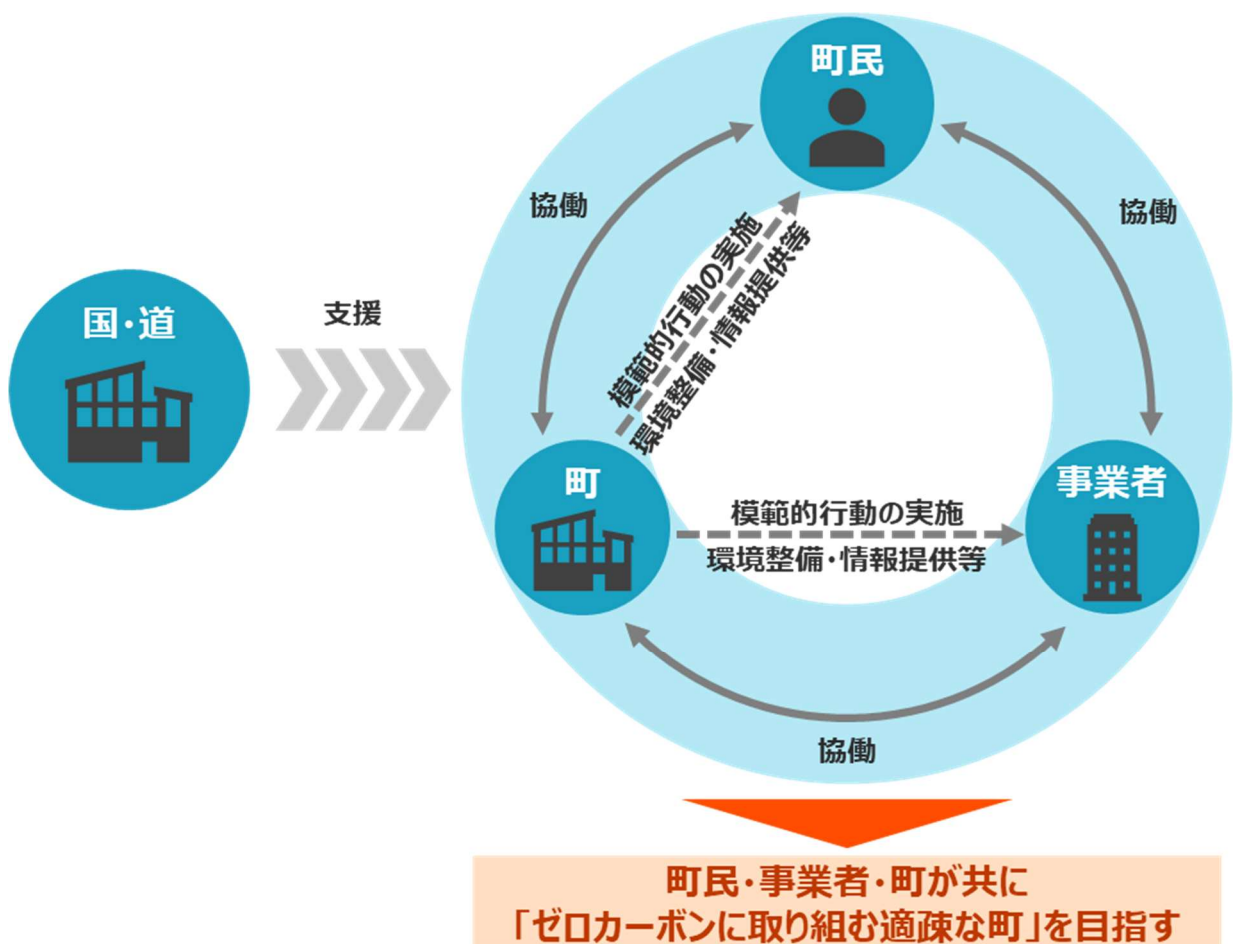 町民
協働
協働
国・道
支援
模範的行動の実施
環境整備・情報提供等
町
事業者
模範的行動の実施
環境整備・情報提供等
協働
町民・事業者・町が共に
「ゼロカーボンに取り組む適疎な町」を目指す